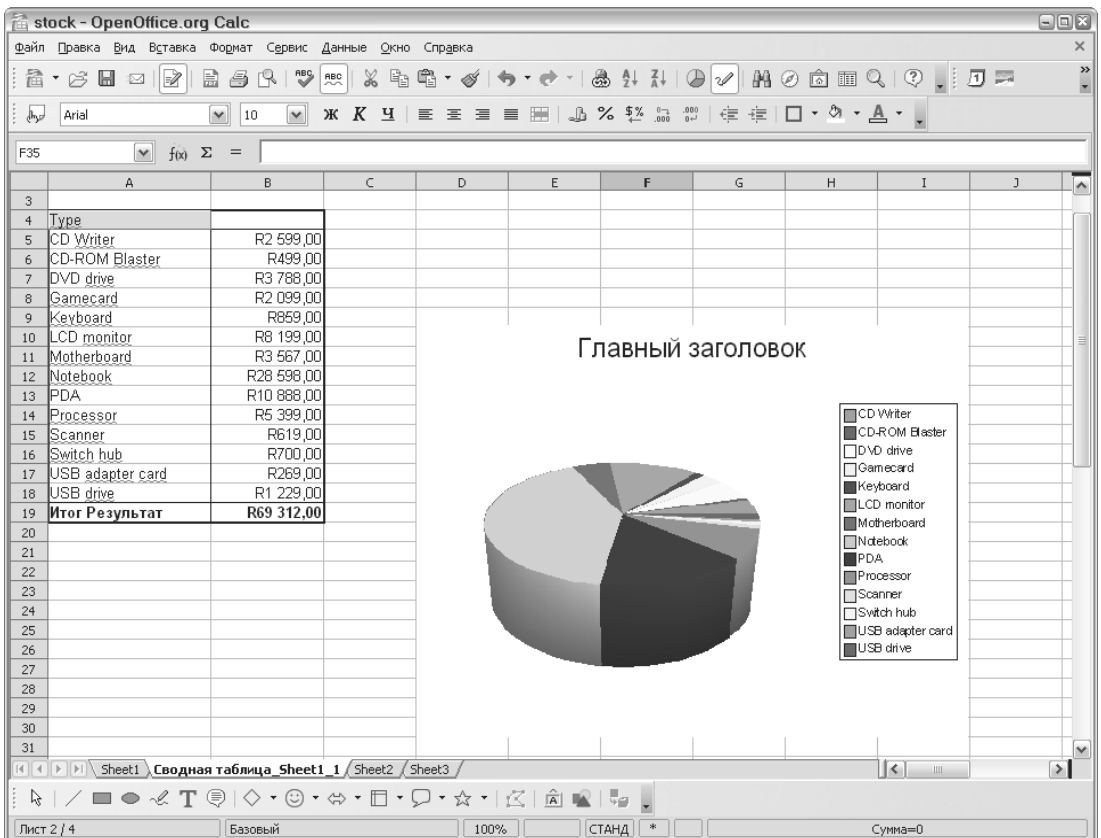 stock - OpenOffice.org Calc
Файл Правка Вид Вставка Формат Сервис Данные Окно Справка
Arial 10 Ж К Ч
F35 f(x) Σ =
A B C D E F G H I J
3
4 Type
5 CD Writer R2 599,00
6 CD-ROM Blaster R499,00
7 DVD drive R3 788,00
8 Gamecard R2 099,00
9 Keyboard R859,00
10 LCD monitor R8 199,00
11 Motherboard R3 567,00
12 Notebook R28 598,00
13 PDA R10 888,00
14 Processor R5 399,00
15 Scanner R619,00
16 Switch hub R700,00
17 USB adapter card R269,00
18 USB drive R1 229,00
19 Итог Результат R69 312,00
20
21
22
23
24
25
26
27
28
29
30
31
Главный заголовок
CD Writer
CD-ROM Blaster
DVD drive
Gamecard
Keyboard
LCD monitor
Motherboard
Notebook
PDA
Processor
Scanner
Switch hub
USB adapter card
USB drive
Sheet1 Сводная таблица_Sheet1_1 Sheet2 Sheet3
Лист 2 / 4 Базовый 100% СТАНД * Сумма=0